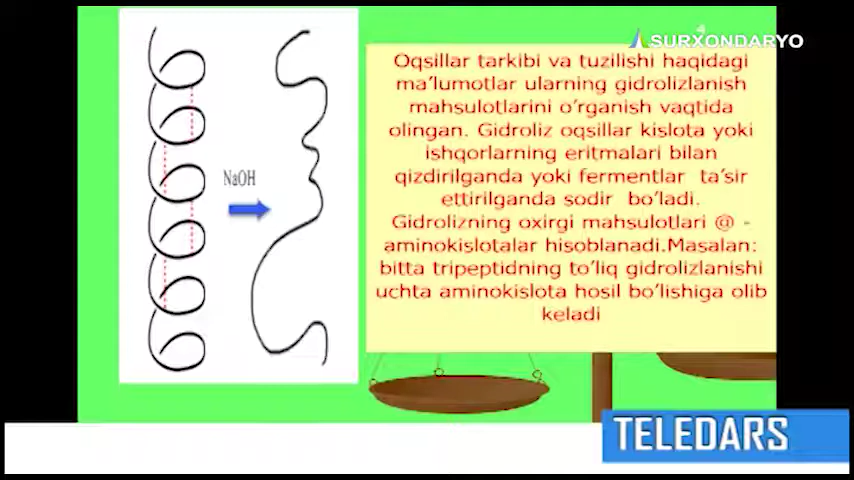 SURXONDARYO
Oqsillar tarkibi va tuzilishi haqidagi
ma’lumotlar ularning gidrolizlanish
mahsulotlarini o’rganish vaqtida
olingan. Gidroliz oqsillar kislota yoki
ishqorlarning eritmalari bilan
qizdirilganda yoki fermentlar ta’sir
ettirilganda sodir bo’ladi.
Gidrolizning oxirgi mahsulotlari @ -
aminokislotalar hisoblanadi.Masalan:
bitta tripeptidning to’liq gidrolizlanishi
uchta aminokislota hosil bo’lishiga olib
keladi
NaOH
TELEDARS